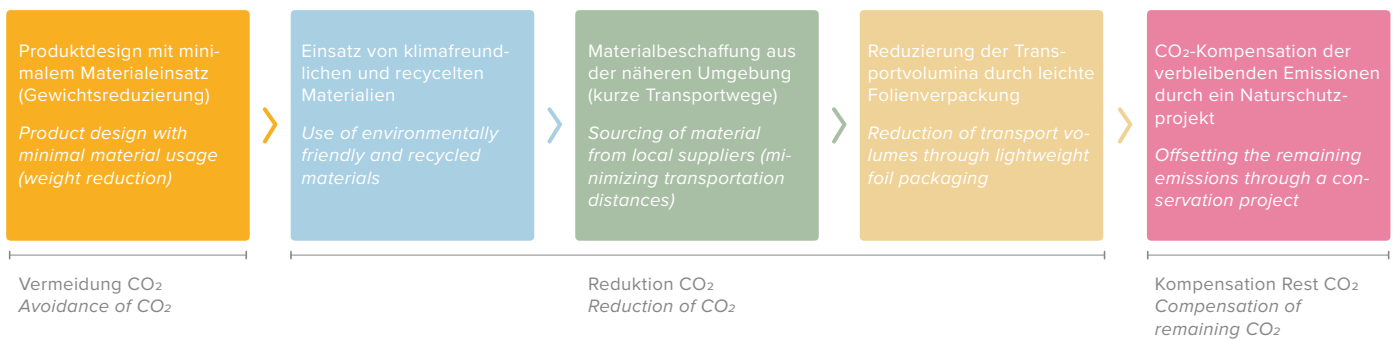 Produktdesign mit mini-
malem Materialeinsatz
(Gewichtsreduzierung)
Product design with
minimal material usage
(weight reduction)
Einsatz von klimafreund-
lichen und recycelten
Materialien
Use of environmentally
friendly and recycled
materials
Materialbeschaffung aus
der näheren Umgebung
(kurze Transportwege)
Sourcing of material
from local suppliers (mi-
nimizing transportation
distances)
Reduzierung der Trans-
portvolumina durch leichte
Folienverpackung
Reduction of transport vo-
lumes through lightweight
foil packaging
CO₂-Kompensation der
verbleibenden Emissionen
durch ein Naturschutz-
projekt
Offsetting the remaining
emissions through a con-
servation project
Vermeidung CO₂
Avoidance of CO₂
Reduktion CO₂
Reduction of CO₂
Kompensation Rest CO₂
Compensation of
remaining CO₂